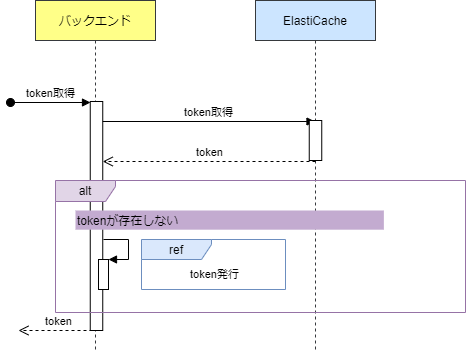 バックエンド
ElastiCache
token取得
token取得
token
alt
tokenが存在しない
ref
token発行
token